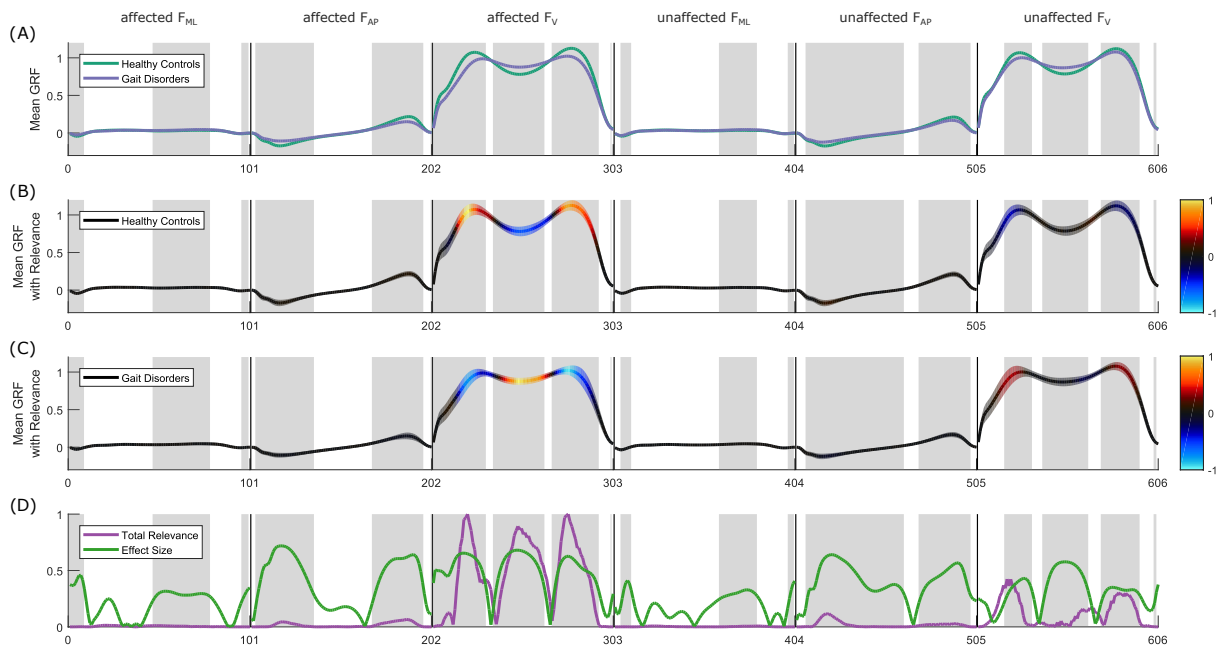 affected F_ML affected F_AP affected F_V unaffected F_ML unaffected F_AP unaffected F_V
(A)
Mean GRF
1
0.5
0
Healthy Controls
Gait Disorders
0 101 202 303 404 505 606
(B)
Mean GRF
with Relevance
1
0.5
0
Healthy Controls
0 101 202 303 404 505 606
1
0
-1
(C)
Mean GRF
with Relevance
1
0.5
0
Gait Disorders
0 101 202 303 404 505 606
1
0
-1
(D)
1
0.5
0
Total Relevance
Effect Size
0 101 202 303 404 505 606